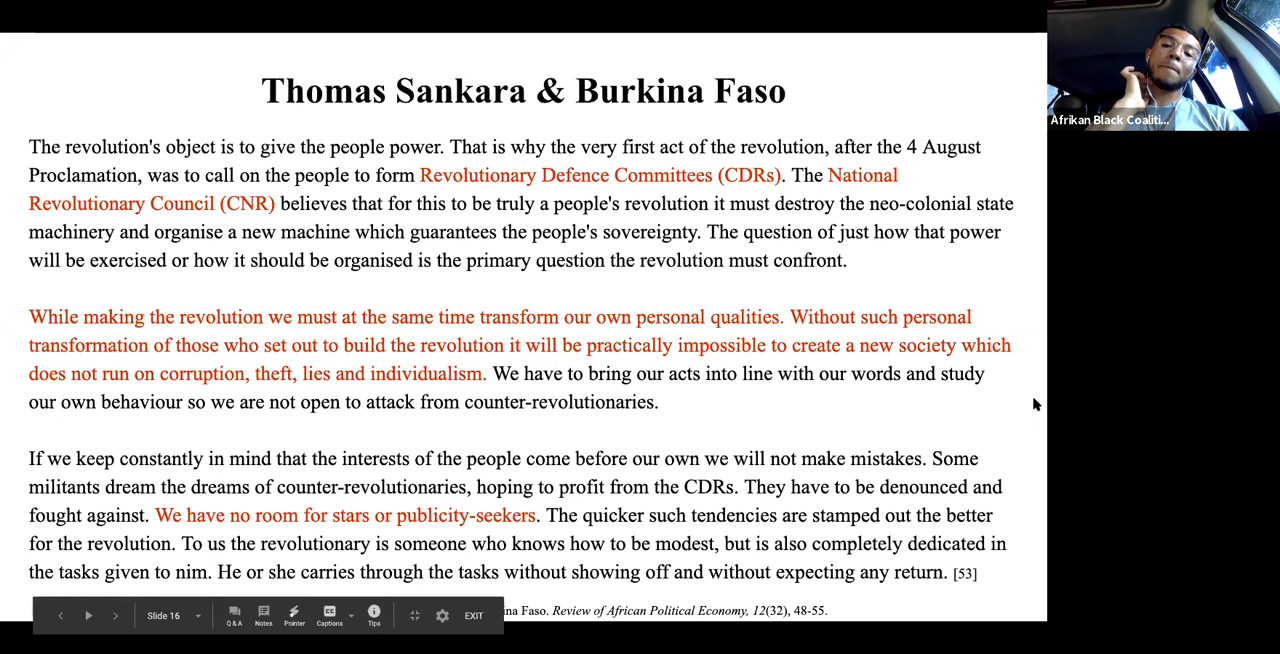 Thomas Sankara & Burkina Faso
The revolution's object is to give the people power. That is why the very first act of the revolution, after the 4 August
Proclamation, was to call on the people to form Revolutionary Defence Committees (CDRs). The National
Revolutionary Council (CNR) believes that for this to be truly a people's revolution it must destroy the neo-colonial state
machinery and organise a new machine which guarantees the people's sovereignty. The question of just how that power
will be exercised or how it should be organised is the primary question the revolution must confront.
While making the revolution we must at the same time transform our own personal qualities. Without such personal
transformation of those who set out to build the revolution it will be practically impossible to create a new society which
does not run on corruption, theft, lies and individualism. We have to bring our acts into line with our words and study
our own behaviour so we are not open to attack from counter-revolutionaries.
If we keep constantly in mind that the interests of the people come before our own we will not make mistakes. Some
militants dream the dreams of counter-revolutionaries, hoping to profit from the CDRs. They have to be denounced and
fought against. We have no room for stars or publicity-seekers. The quicker such tendencies are stamped out the better
for the revolution. To us the revolutionary is someone who knows how to be modest, but is also completely dedicated in
the tasks given to nim. He or she carries through the tasks without showing off and without expecting any return. [53]
ina Faso. Review of African Political Economy, 12(32), 48-55.
Slide 16
Q & A
Notes
Pointer
CC
Captions
Tips
EXIT
Afrikan Black Coaliti...